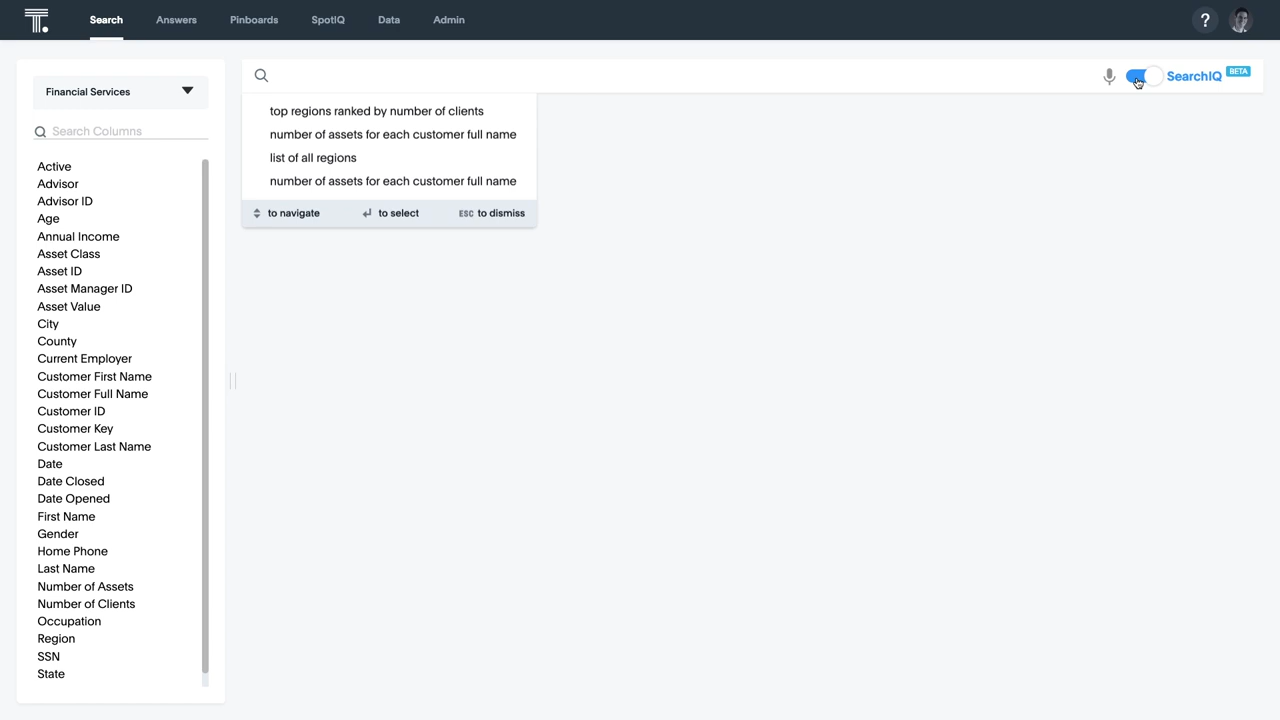 T.
Search
Answers
Pinboards
SpotIQ
Data
Admin
?
Financial Services
Search Columns
Active
Advisor
Advisor ID
Age
Annual Income
Asset Class
Asset ID
Asset Manager ID
Asset Value
City
County
Current Employer
Customer First Name
Customer Full Name
Customer ID
Customer Key
Customer Last Name
Date
Date Closed
Date Opened
First Name
Gender
Home Phone
Last Name
Number of Assets
Number of Clients
Occupation
Region
SSN
State
SearchIQ BETA
top regions ranked by number of clients
number of assets for each customer full name
list of all regions
number of assets for each customer full name
to navigate
to select
ESC to dismiss